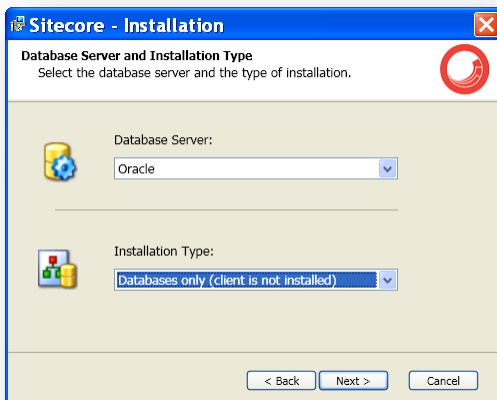 Sitecore - Installation
Database Server and Installation Type
Select the database server and the type of installation.
Database Server:
Oracle
Installation Type:
Databases only (client is not installed)
< Back
Next >
Cancel